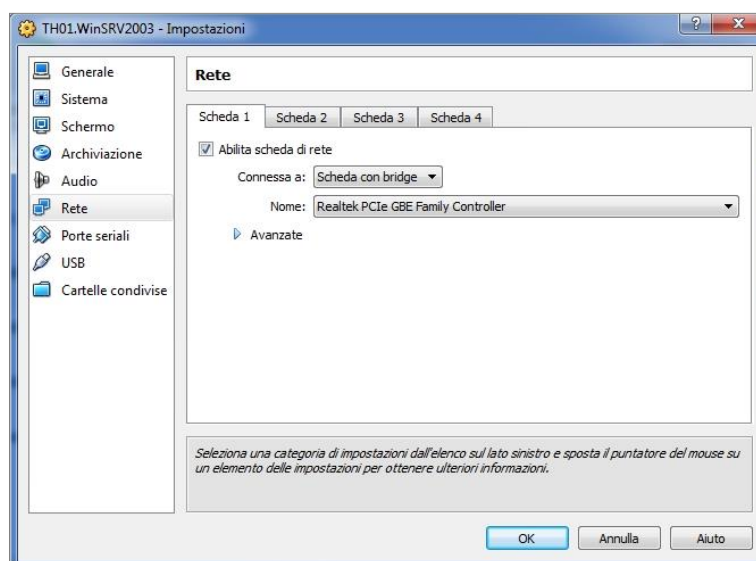 TH01.WinSRV2003 - Impostazioni
Generale
Sistema
Schermo
Archiviazione
Audio
Rete
Porte seriali
USB
Cartelle condivise
Rete
Scheda 1 Scheda 2 Scheda 3 Scheda 4
Abilita scheda di rete
Connessa a: Scheda con bridge
Nome: Realtek PCIe GBE Family Controller
Avanzate
Seleziona una categoria di impostazioni dall'elenco sul lato sinistro e sposta il puntatore del mouse su
un elemento delle impostazioni per ottenere ulteriori informazioni.
OK Annulla Aiuto